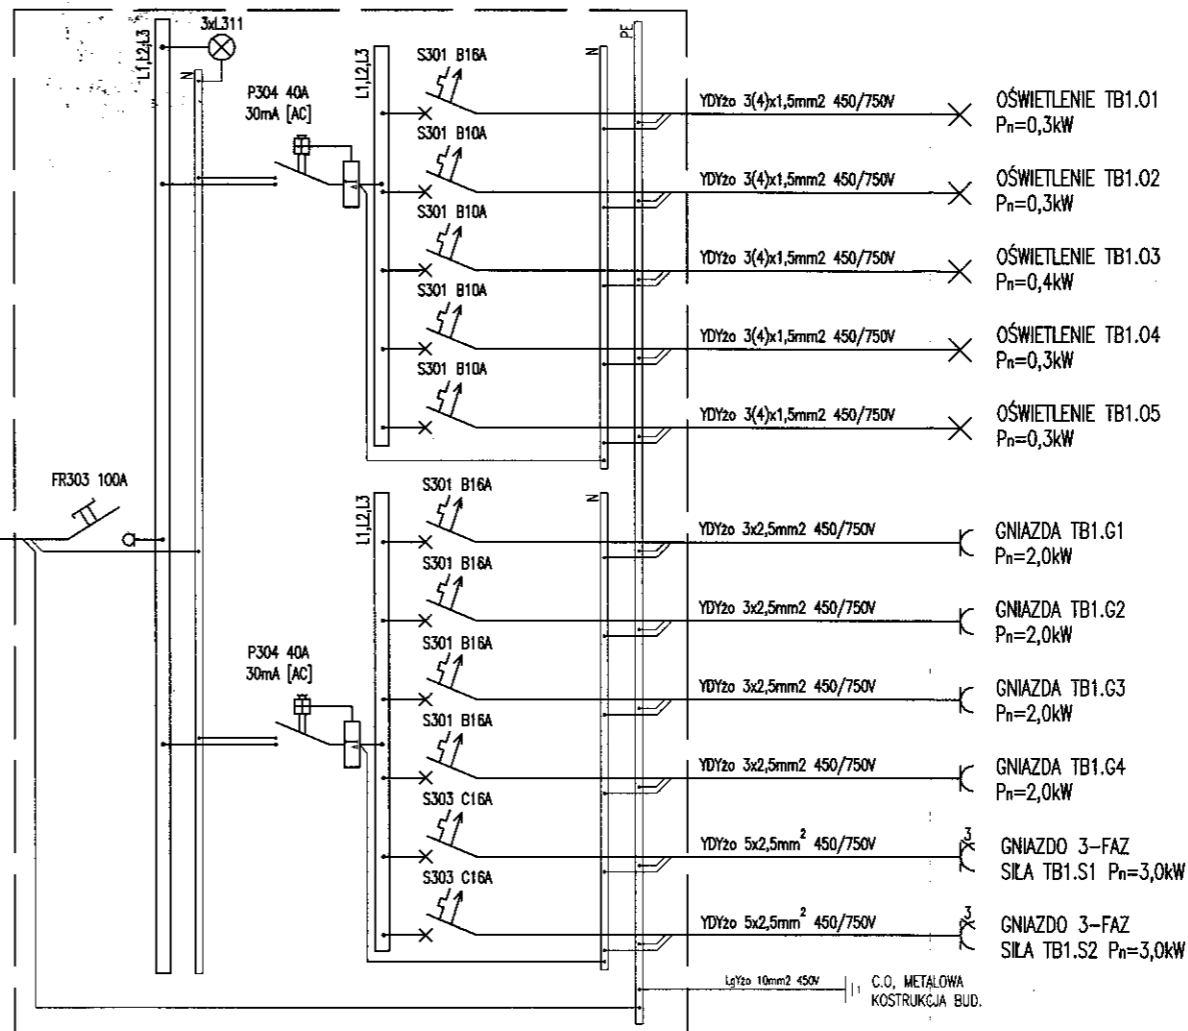 3xL311
L1,L2,L3
N
P304 40A
30mA [AC]
L1,L2,L3
N
PE
S301 B16A
YDYżo 3(4)x1,5mm2 450/750V
OŚWIETLENIE TB1.O1
Pn=0,3kW
S301 B10A
YDYżo 3(4)x1,5mm2 450/750V
OŚWIETLENIE TB1.O2
Pn=0,3kW
S301 B10A
YDYżo 3(4)x1,5mm2 450/750V
OŚWIETLENIE TB1.O3
Pn=0,4kW
S301 B10A
YDYżo 3(4)x1,5mm2 450/750V
OŚWIETLENIE TB1.O4
Pn=0,3kW
S301 B10A
YDYżo 3(4)x1,5mm2 450/750V
OŚWIETLENIE TB1.O5
Pn=0,3kW
FR303 100A
L1,L2,L3
N
S301 B16A
YDYżo 3x2,5mm2 450/750V
GNIAZDA TB1.G1
Pn=2,0kW
S301 B16A
YDYżo 3x2,5mm2 450/750V
GNIAZDA TB1.G2
Pn=2,0kW
P304 40A
30mA [AC]
S301 B16A
YDYżo 3x2,5mm2 450/750V
GNIAZDA TB1.G3
Pn=2,0kW
S301 B16A
YDYżo 3x2,5mm2 450/750V
GNIAZDA TB1.G4
Pn=2,0kW
S303 C16A
YDYżo 5x2,5mm² 450/750V
3
GNIAZDO 3-FAZ
SIŁA TB1.S1 Pn=3,0kW
S303 C16A
YDYżo 5x2,5mm² 450/750V
3
GNIAZDO 3-FAZ
SIŁA TB1.S2 Pn=3,0kW
LgYżo 10mm2 450V
C.O, METALOWA
KOSTRUKCJA BUD.